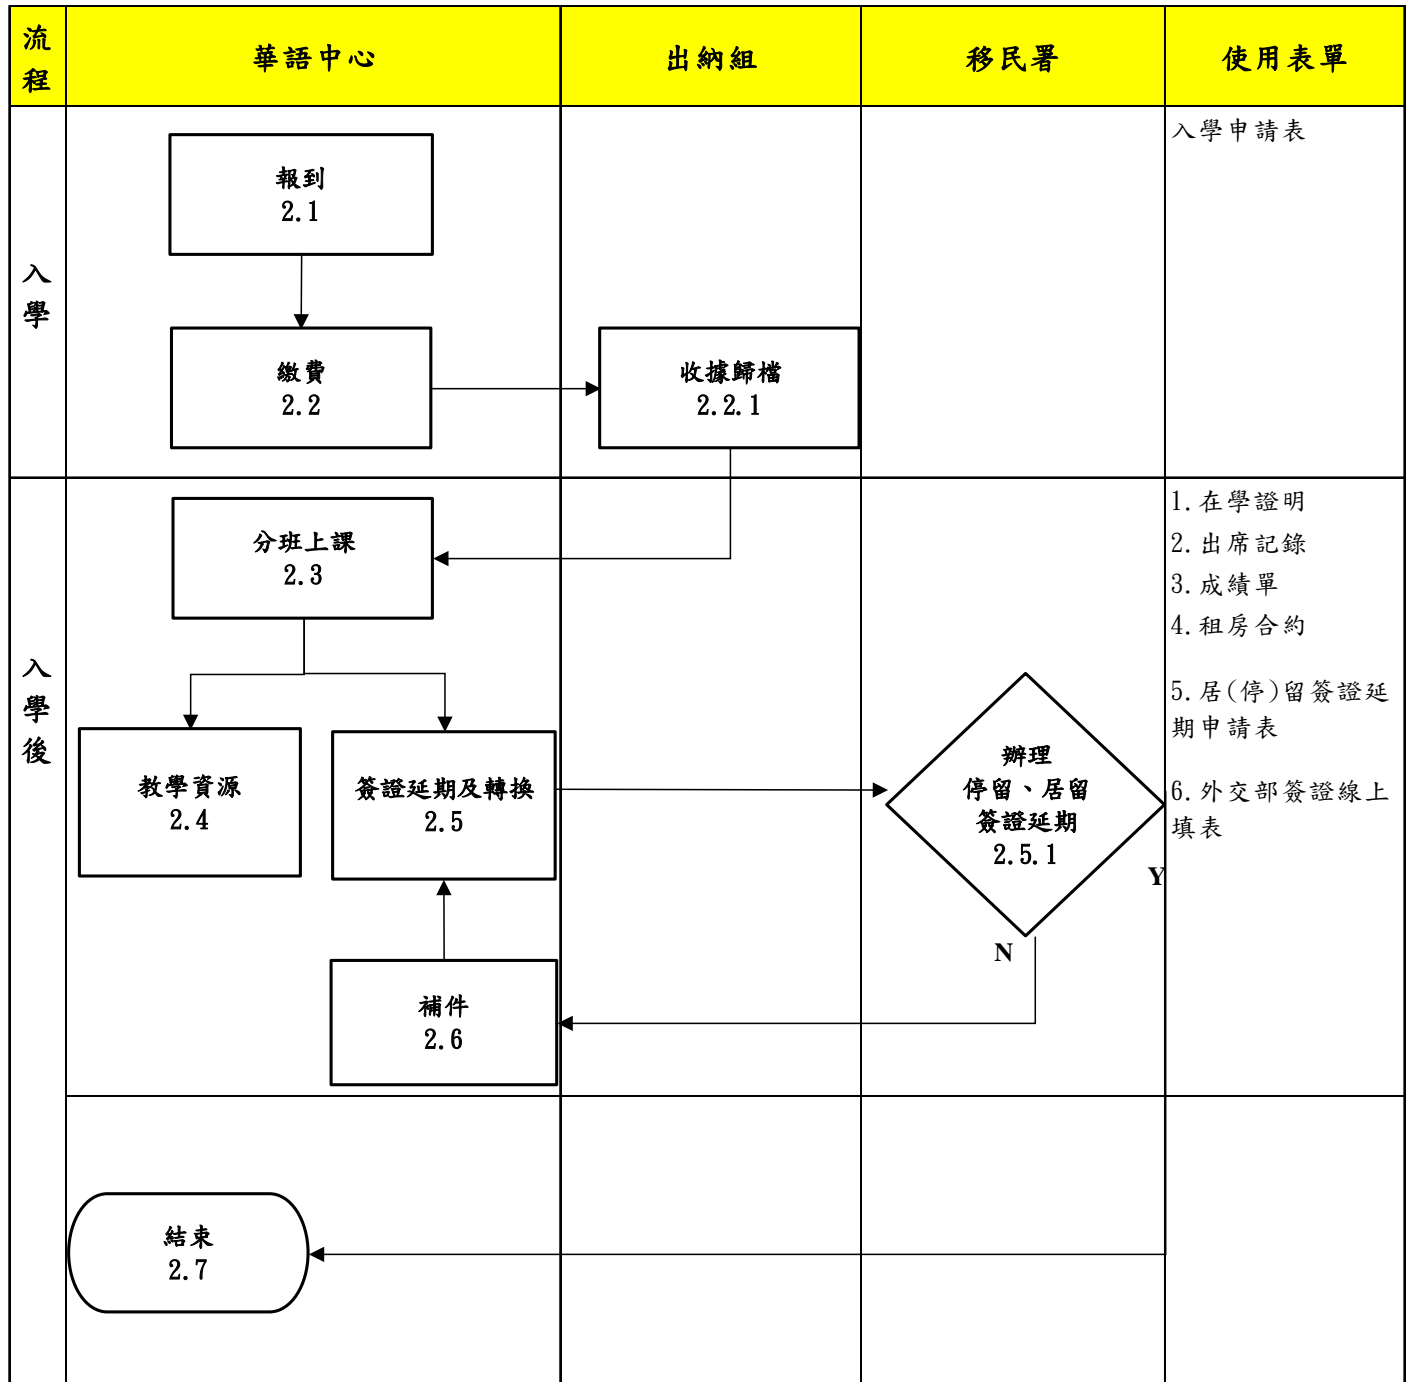 流程
華語中心
出納組
移民署
使用表單
入學
報到
2.1
繳費
2.2
收據歸檔
2.2.1
入學申請表
入學後
分班上課
2.3
教學資源
2.4
簽證延期及轉換
2.5
辦理
停留、居留
簽證延期
2.5.1
Y
N
補件
2.6
1.在學證明
2.出席記錄
3.成績單
4.租房合約
5.居(停)留簽證延
期申請表
6.外交部簽證線上
填表
結束
2.7